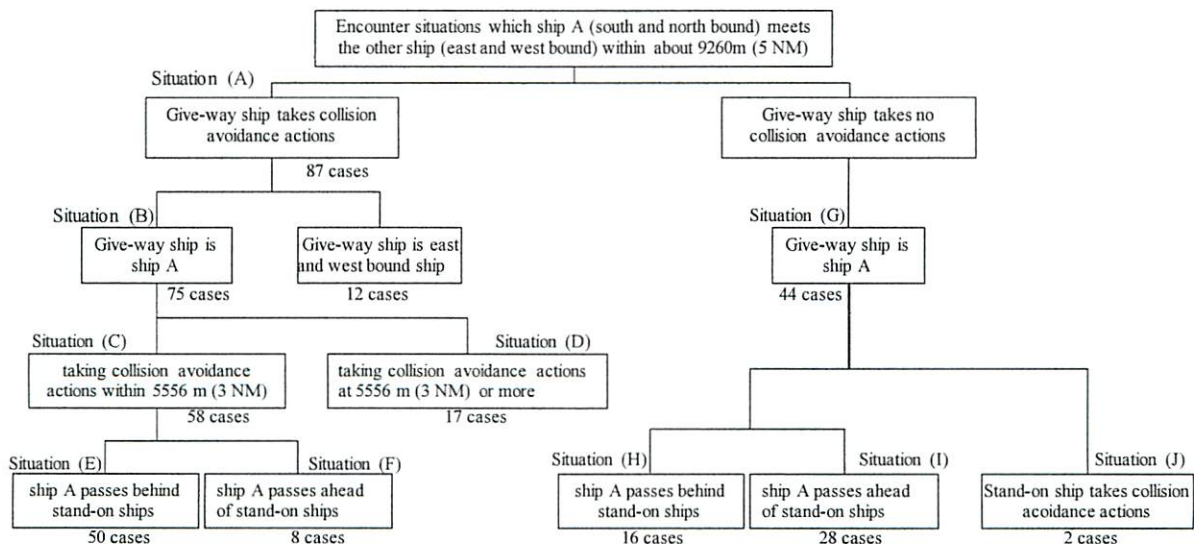 Encounter situations which ship A (south and north bound) meets
the other ship (east and west bound) within about 9260m (5 NM)
Situation (A)
Give-way ship takes collision
avoidance actions
87 cases
Give-way ship takes no
collision avoidance actions
Situation (B)
Give-way ship is
ship A
75 cases
Give-way ship is east
and west bound ship
12 cases
Situation (G)
Give-way ship is
ship A
44 cases
Situation (C)
taking collision avoidance
actions within 5556 m (3 NM)
58 cases
Situation (D)
taking collision avoidance actions
at 5556 m (3 NM) or more
17 cases
Situation (E)
ship A passes behind
stand-on ships
50 cases
Situation (F)
ship A passes ahead
of stand-on ships
8 cases
Situation (H)
ship A passes behind
stand-on ships
16 cases
Situation (I)
ship A passes ahead
of stand-on ships
28 cases
Situation (J)
Stand-on ship takes collision
acoidance actions
2 cases